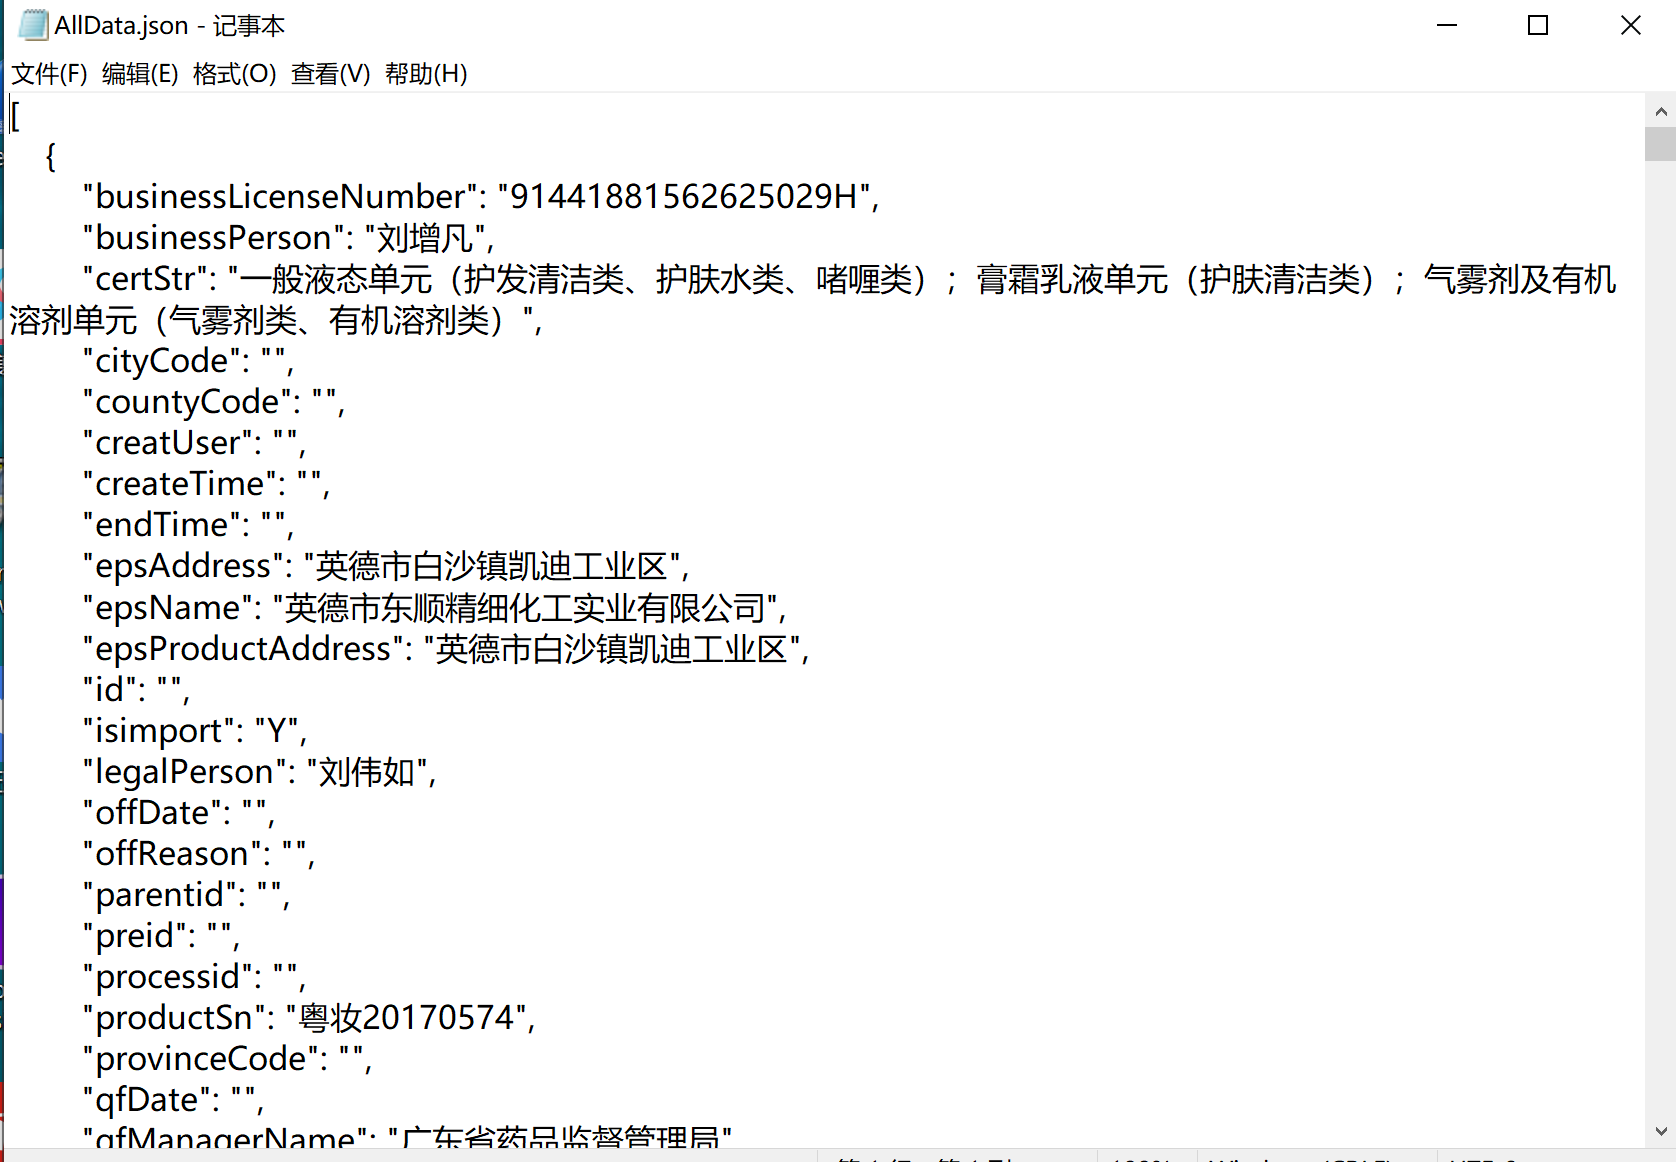 AllData.json - 记事本
文件(F) 编辑(E) 格式(O) 查看(V) 帮助(H)
[
{
"businessLicenseNumber": "91441881562625029H",
"businessPerson": "刘增凡",
"certStr": "一般液态单元（护发清洁类、护肤水类、啫喱类）；膏霜乳液单元（护肤清洁类）；气雾剂及有机
溶剂单元（气雾剂类、有机溶剂类）",
"cityCode": "",
"countyCode": "",
"creatUser": "",
"createTime": "",
"endTime": "",
"epsAddress": "英德市白沙镇凯迪工业区",
"epsName": "英德市东顺精细化工实业有限公司",
"epsProductAddress": "英德市白沙镇凯迪工业区",
"id": "",
"isimport": "Y",
"legalPerson": "刘伟如",
"offDate": "",
"offReason": "",
"parentid": "",
"preid": "",
"processid": "",
"productSn": "粤妆20170574",
"provinceCode": "",
"qfDate": "",
"qfManagerName": "广东省药品监督管理局"